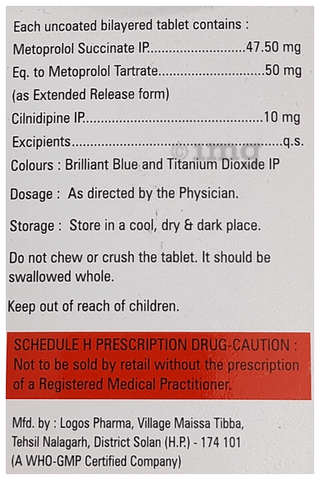 Each uncoated bilayered tablet contains :
Metoprolol Succinate IP..................47.50 mg
Eq. to Metoprolol Tartrate....................50 mg
(as Extended Release form)
Cilnidipine IP.......................................10 mg
Excipients..............................................q.s.
Colours : Brilliant Blue and Titanium Dioxide IP
Dosage : As directed by the Physician.
Storage : Store in a cool, dry & dark place.
Do not chew or crush the tablet. It should be
swallowed whole.
Keep out of reach of children.
SCHEDULE H PRESCRIPTION DRUG-CAUTION :
Not to be sold by retail without the prescription
of a Registered Medical Practitioner.
Mfd. by : Logos Pharma, Village Maissa Tibba,
Tehsil Nalagarh, District Solan (H.P.) - 174 101
(A WHO-GMP Certified Company)